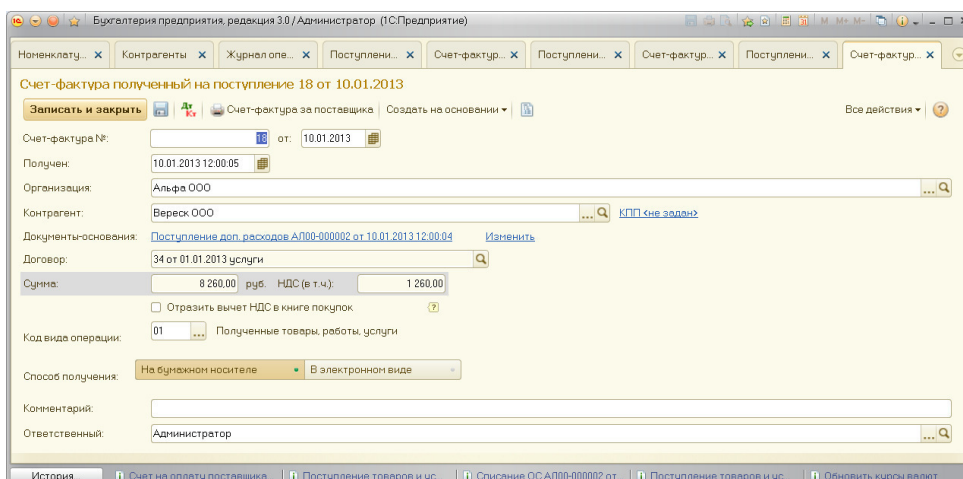 Бухгалтерия предприятия, редакция 3.0 / Администратор (1С:Предприятие) M M+ M-
Номенклату... Контрагенты Журнал опе... Поступлени... Счет-фактур... Поступлени... Счет-фактур... Поступлени... Счет-фактур...
Счет-фактура полученный на поступление 18 от 10.01.2013
Записать и закрыть Дт Кт Счет-фактура за поставщика Создать на основании Все действия ?
Счет-фактура №: 18 от: 10.01.2013
Получен: 10.01.2013 12:00:05
Организация: Альфа ООО ...
Контрагент: Вереск ООО ... КПП <не задан>
Документы-основания: Поступление доп. расходов АЛ00-000002 от 10.01.2013 12:00:04 Изменить
Договор: 34 от 01.01.2013 услуги
Сумма: 8 260,00 руб. НДС (в т.ч.): 1 260,00
Отразить вычет НДС в книге покупок ?
Код вида операции: 01 ... Полученные товары, работы, услуги
Способ получения: На бумажном носителе В электронном виде
Комментарий:
Ответственный: Администратор ...
История... Счет на оплату поставщика Поступление товаров и ус... Списание ОС АЛ00-000002 от Поступление товаров и ус... Обновить курсы валют